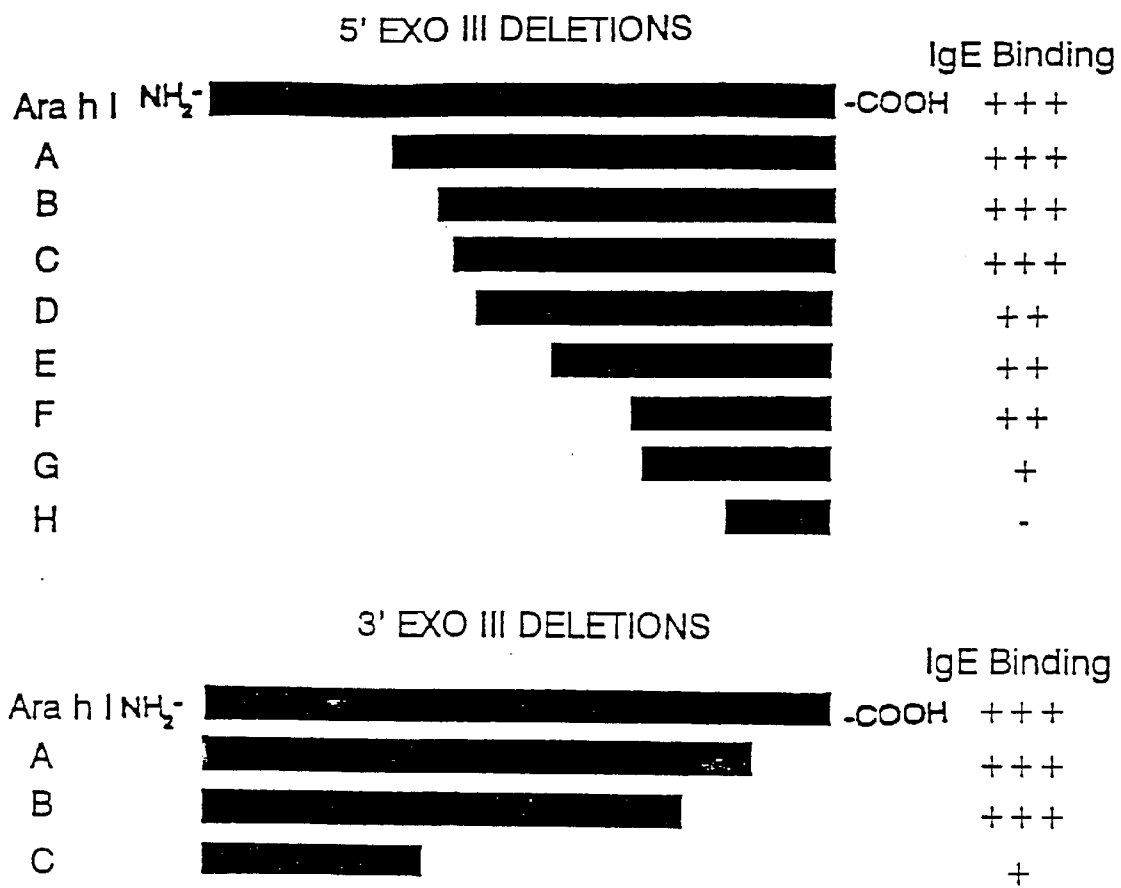 5' EXO III DELETIONS
IgE Binding
Ara h I NH₂- -COOH +++
A +++
B +++
C +++
D ++
E ++
F ++
G +
H -
3' EXO III DELETIONS
IgE Binding
Ara h I NH₂- -COOH +++
A +++
B +++
C +